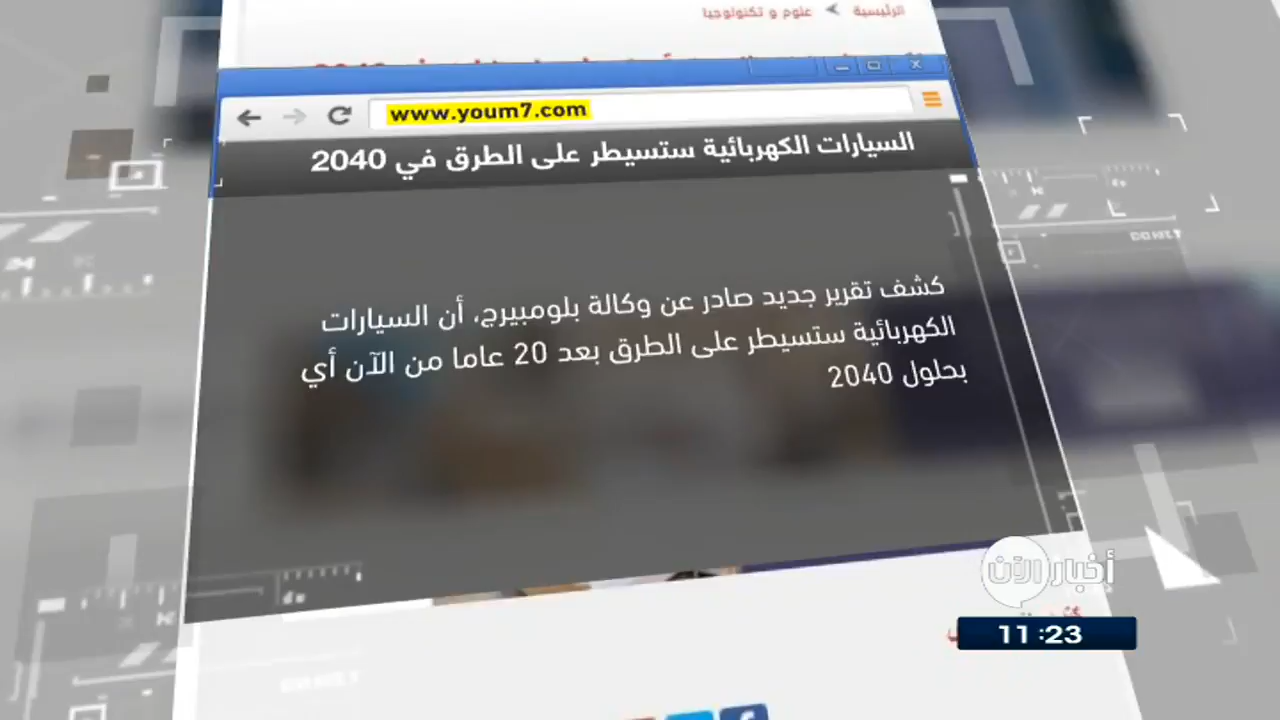 الرئيسية > علوم و تكنولوجيا
www.youm7.com
السيارات الكهربائية ستسيطر على الطرق في 2040
كشف تقرير جديد صادر عن وكالة بلومبيرج، أن السيارات
الكهربائية ستسيطر على الطرق بعد 20 عاما من الآن أي
بحلول 2040
أخبار الآن
11:23